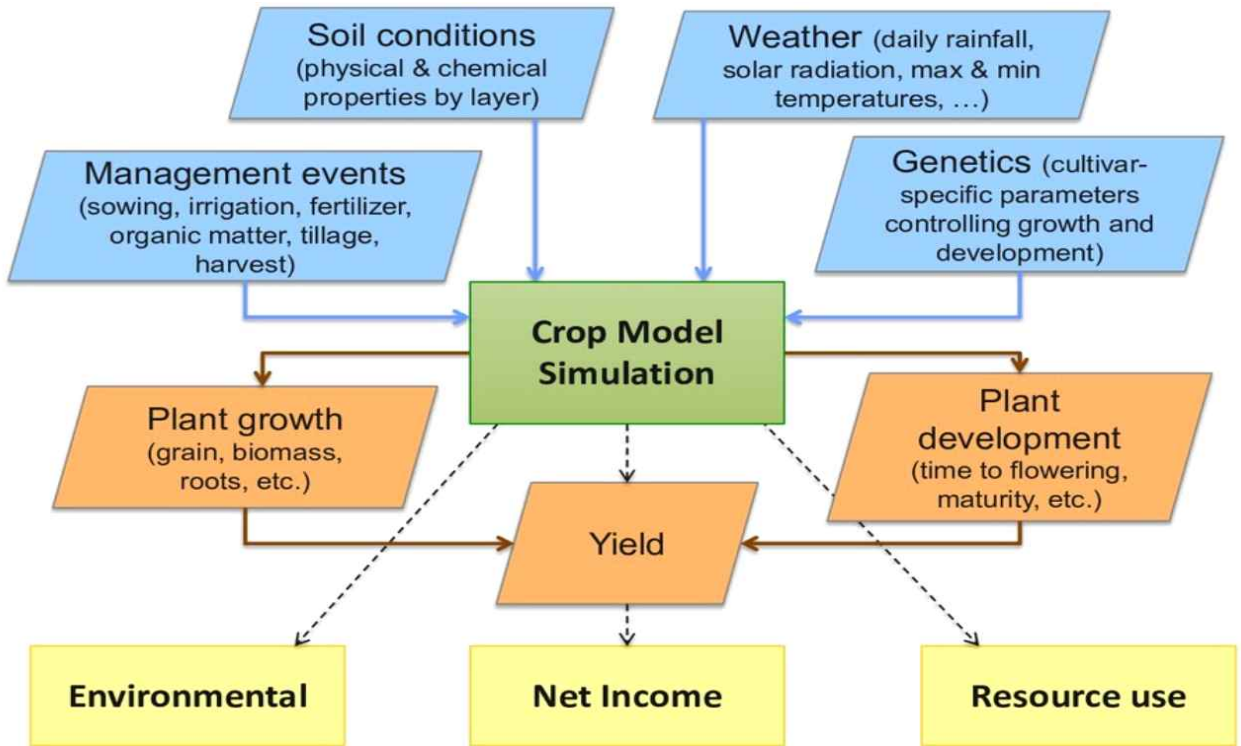 Soil conditions
(physical & chemical
properties by layer)
Weather (daily rainfall,
solar radiation, max & min
temperatures, …)
Management events
(sowing, irrigation, fertilizer,
organic matter, tillage,
harvest)
Genetics (cultivar-
specific parameters
controlling growth and
development)
Crop Model
Simulation
Plant growth
(grain, biomass,
roots, etc.)
Plant
development
(time to flowering,
maturity, etc.)
Yield
Environmental
Net Income
Resource use